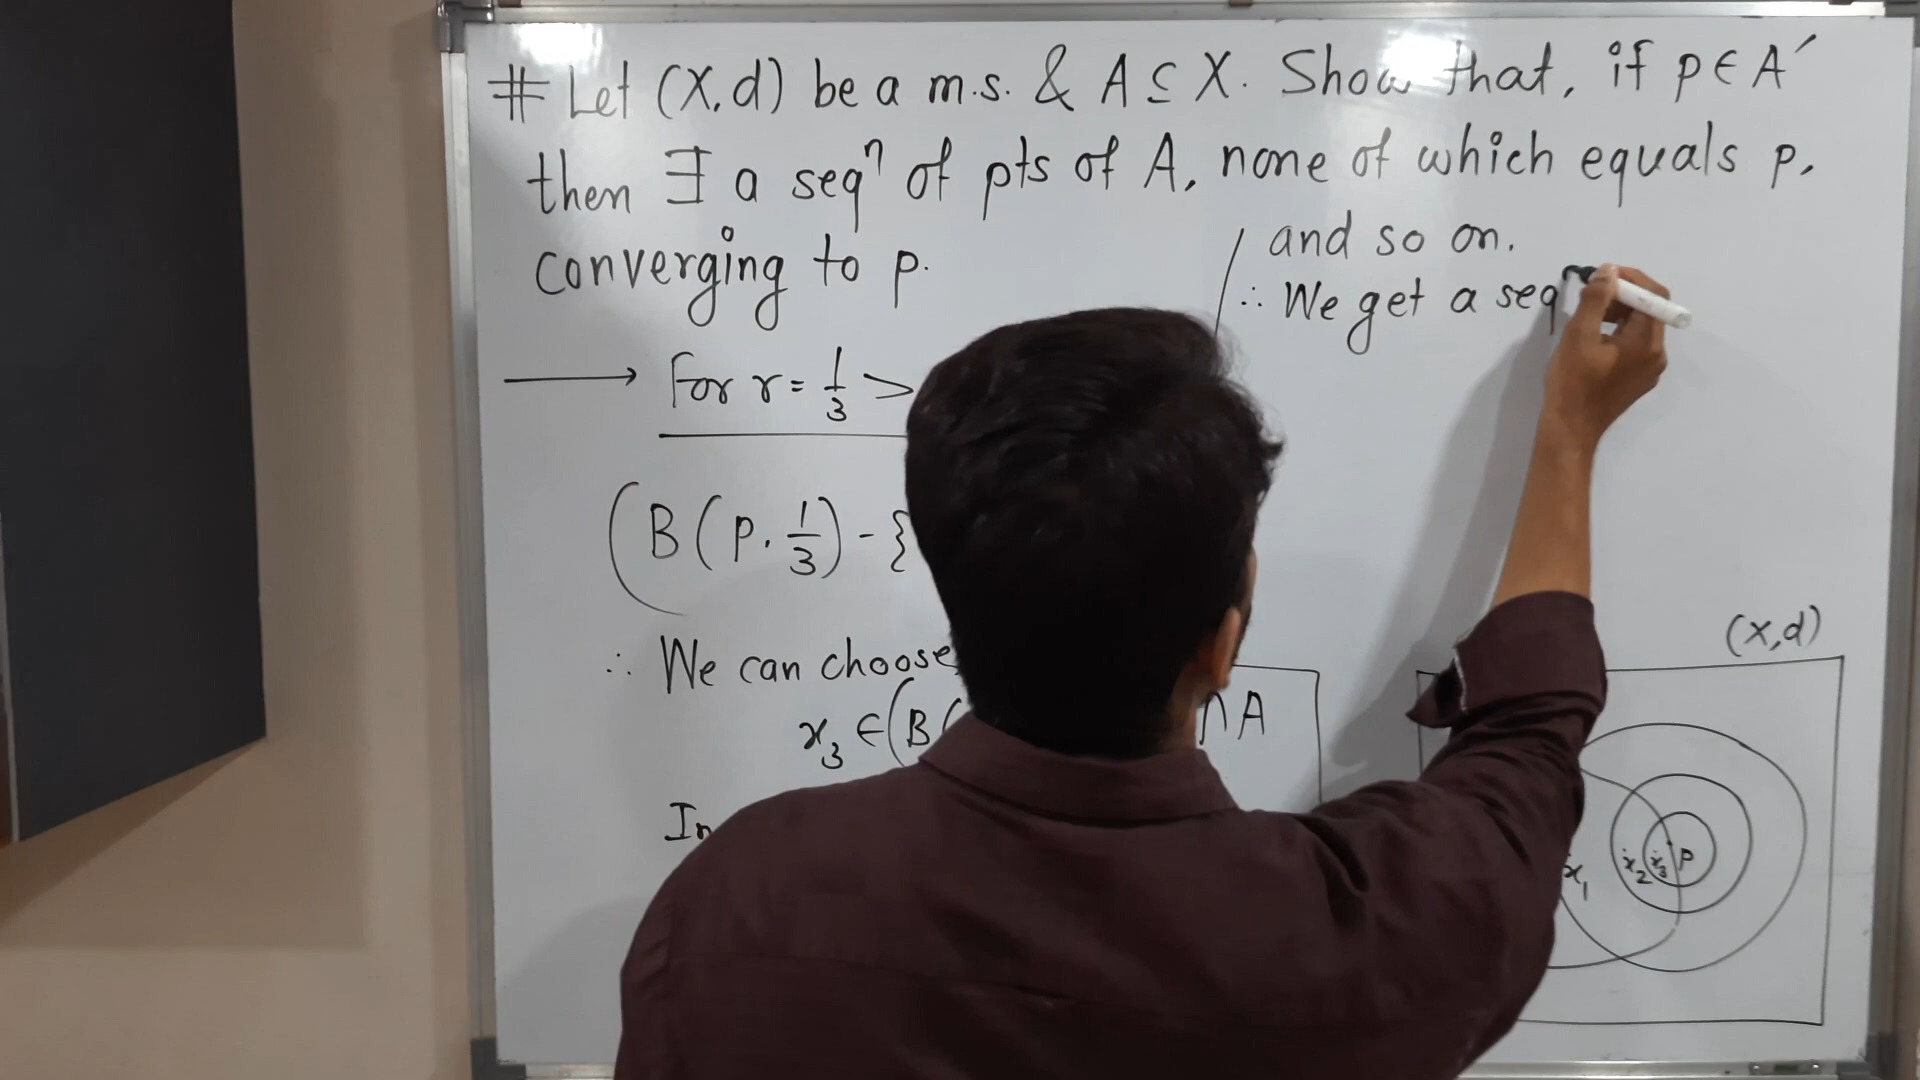 # Let (X,d) be a m.s. & A ⊆ X. Show that, if p ∈ A′
then ∃ a seqⁿ of pts of A, none of which equals p,
converging to p.
⟶ For r = 1/3 >
(B(p, 1/3) - {
∴ We can choose
x₃ ∈ (B( ∩ A
In
and so on.
∴ We get a seq
(X,d)
x₁ x₂ x₃ p